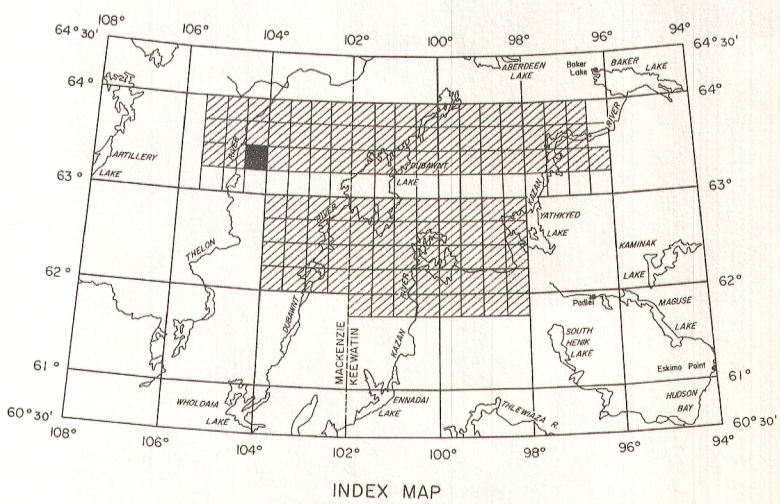 108°
106°
104°
102°
100°
98°
96°
94°
64° 30'
64° 30'
ABERDEEN
LAKE
Baker
Lake
BAKER LAKE
64°
64°
RIVER
RIVER
ARTILLERY
LAKE
DUBAWNT
LAKE
63°
63°
KAZAN
RIVER
YATHKYED
LAKE
THELON
KAMINAK
LAKE
62°
62°
RIVER
DUBAWNT
Padlei
MAGUSE
LAKE
MACKENZIE
KEEWATIN
KAZAN
SOUTH
HENIK
LAKE
Eskimo Point
61°
61°
WHOLDAIA
LAKE
ENNADAI
LAKE
THLEWIAZA R.
HUDSON
BAY
60° 30'
60° 30'
108°
106°
104°
102°
100°
98°
96°
94°
INDEX MAP